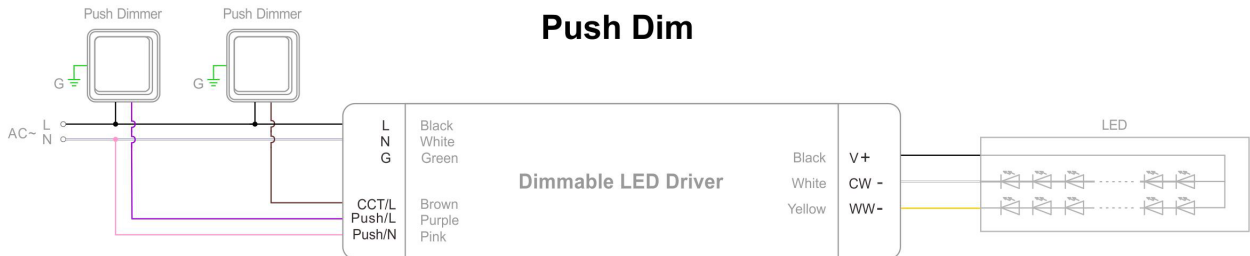 Push Dim
Push Dimmer
Push Dimmer
G
G
AC~
L
N
L Black
N White
G Green
CCT/L Brown
Push/L Purple
Push/N Pink
Dimmable LED Driver
Black V+
White CW -
Yellow WW-
LED